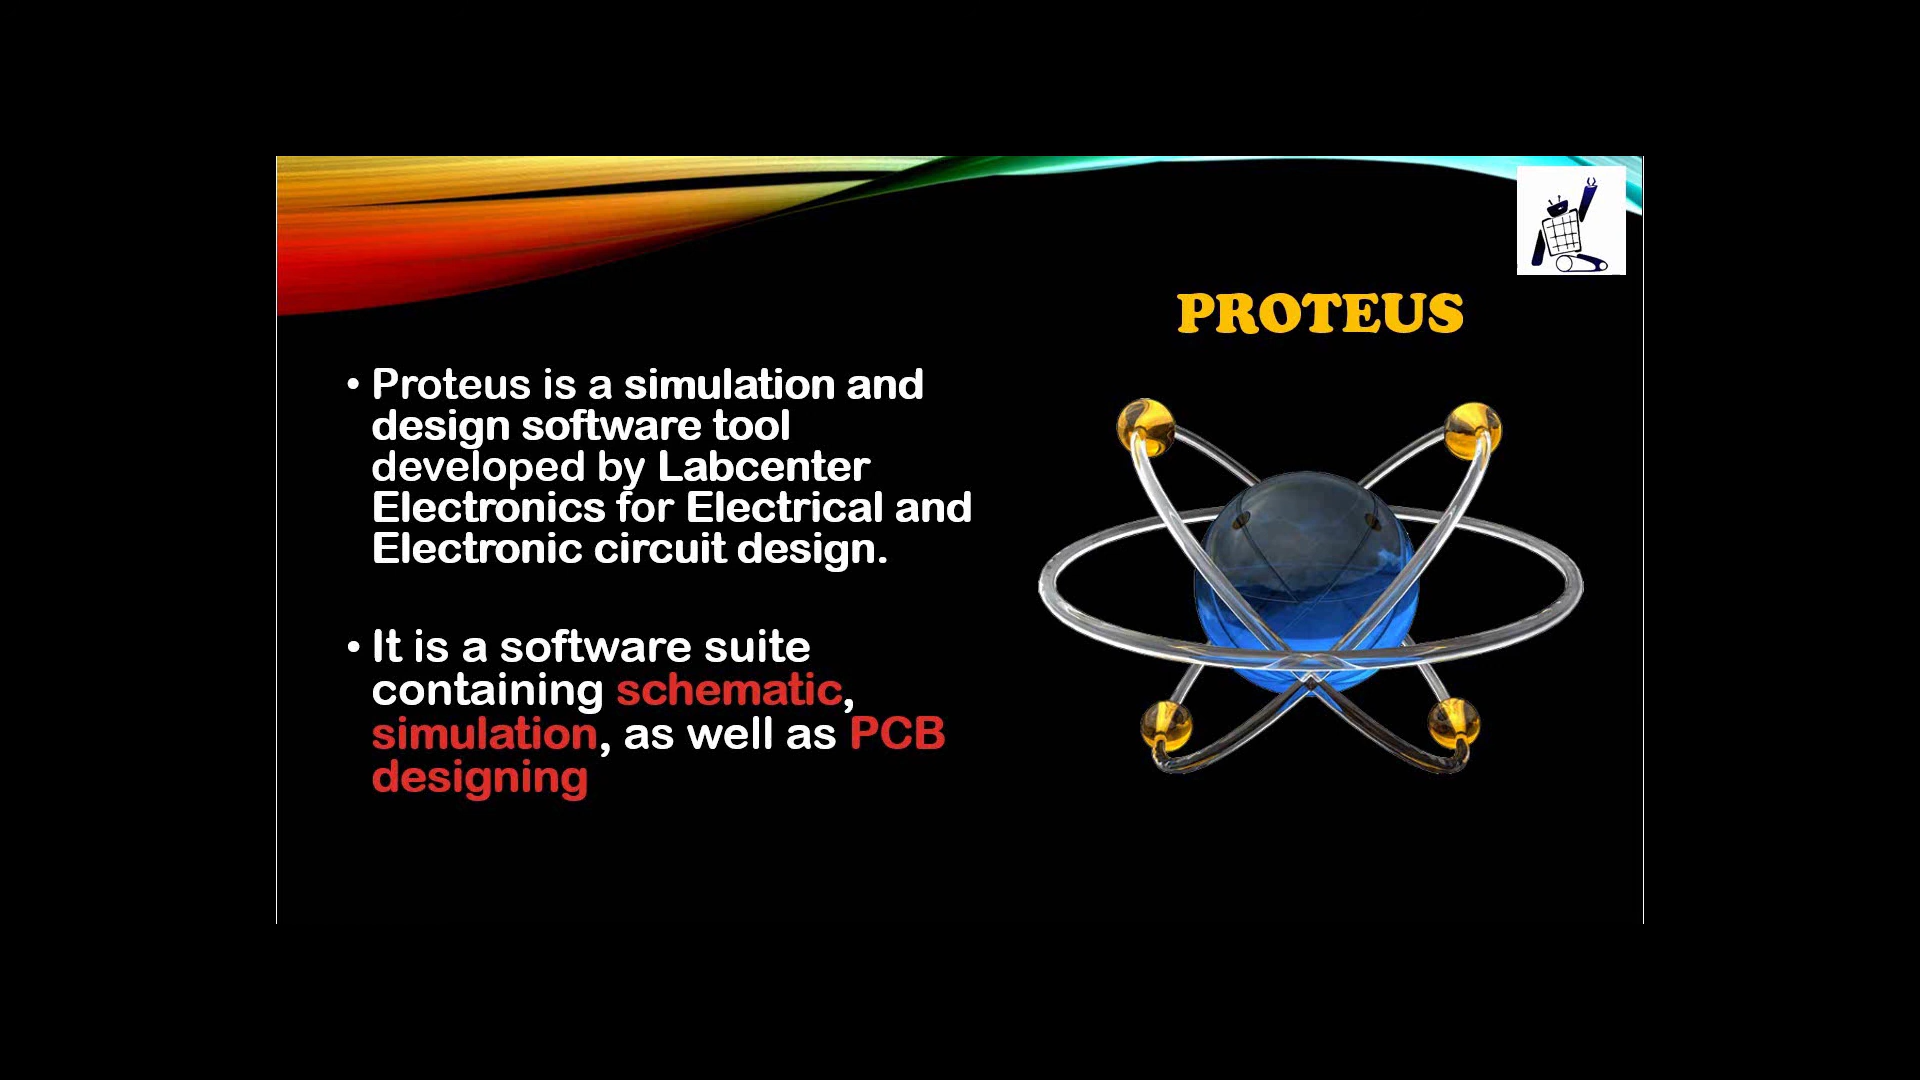 PROTEUS
• Proteus is a simulation and
design software tool
developed by Labcenter
Electronics for Electrical and
Electronic circuit design.
• It is a software suite
containing schematic,
simulation, as well as PCB
designing